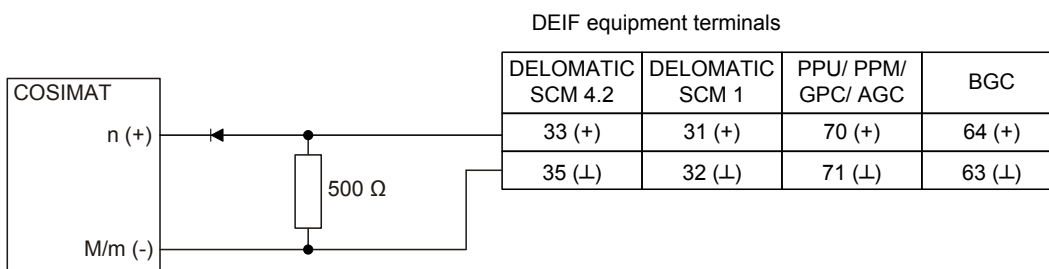 DEIF equipment terminals
DELOMATIC SCM 4.2
DELOMATIC SCM 1
PPU/ PPM/ GPC/ AGC
BGC
COSIMAT
n (+)
33 (+)
31 (+)
70 (+)
64 (+)
35 (⊥)
32 (⊥)
71 (⊥)
63 (⊥)
500 Ω
M/m (-)